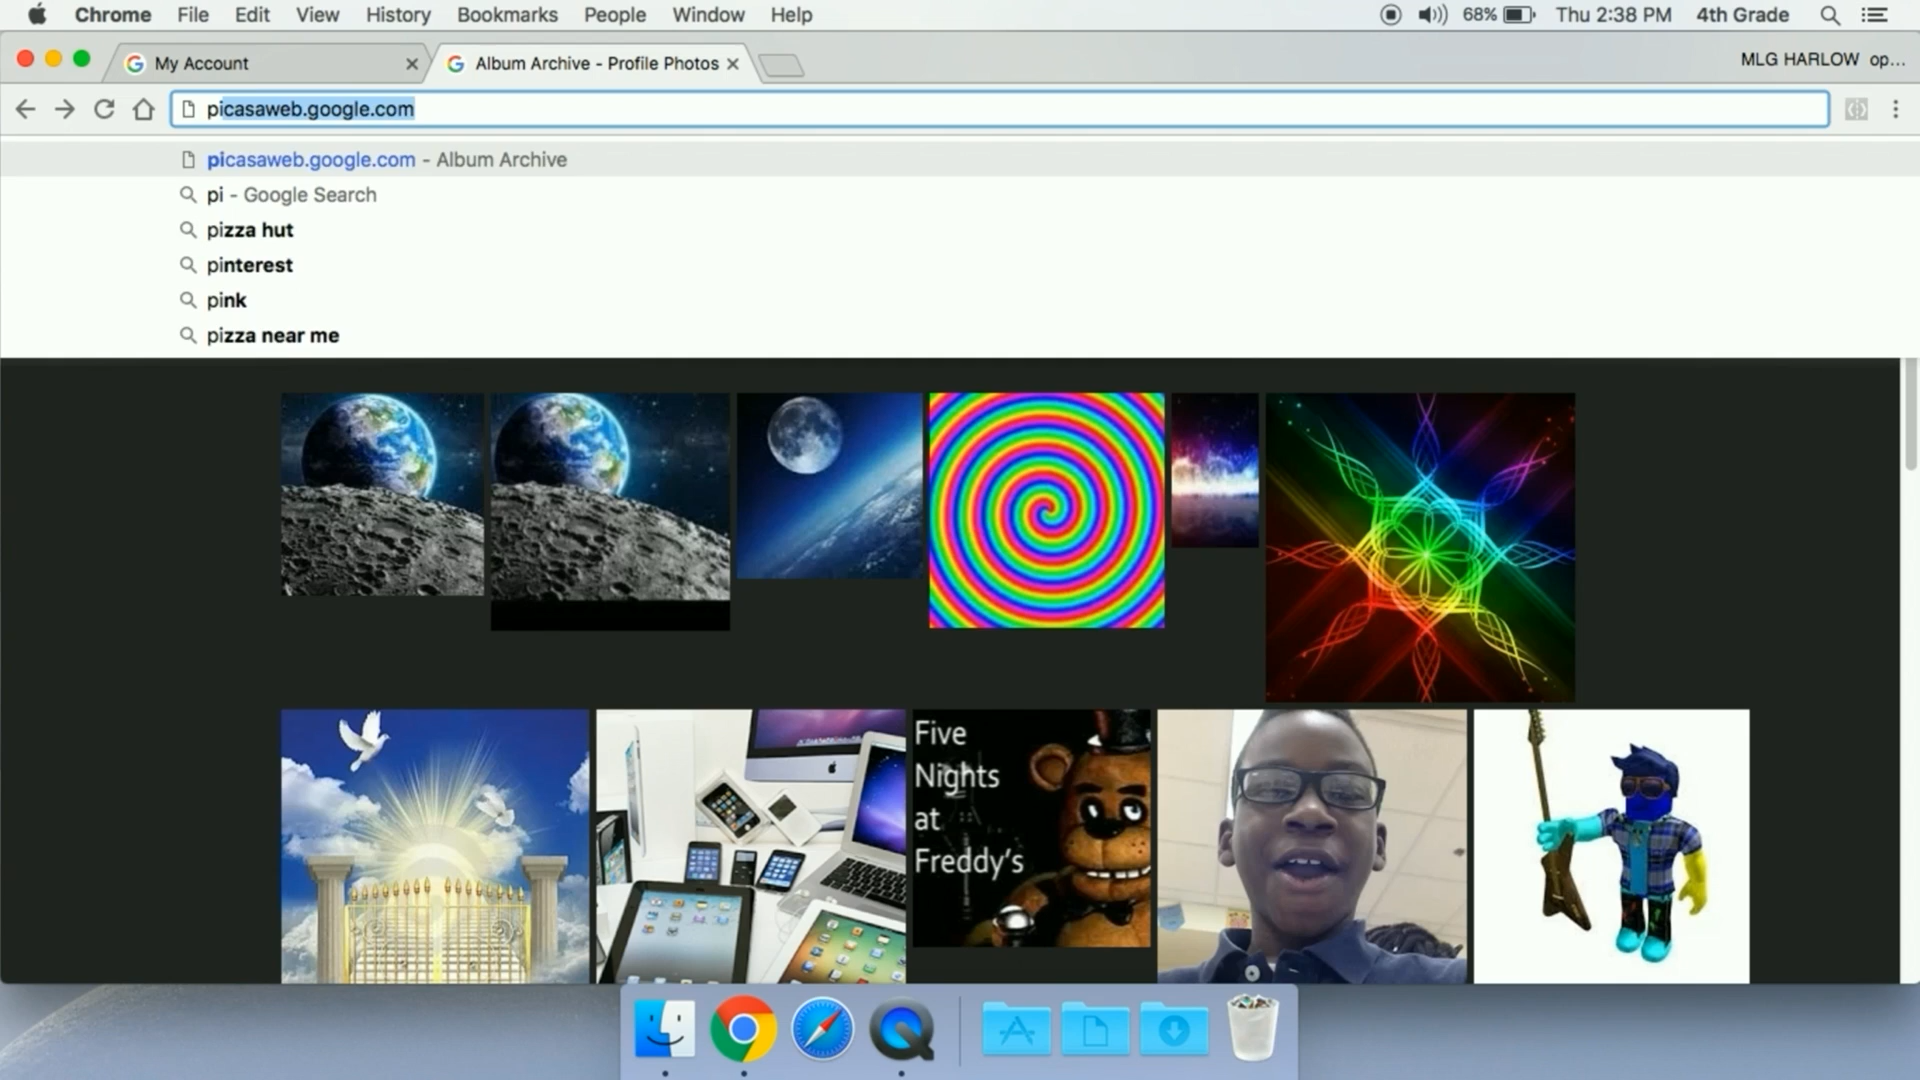 Chrome File Edit View History Bookmarks People Window Help 68% Thu 2:38 PM 4th Grade
My Account Album Archive - Profile Photos MLG HARLOW op...
picasaweb.google.com
picasaweb.google.com - Album Archive
pi - Google Search
pizza hut
pinterest
pink
pizza near me
Five
Nights
at
Freddy's